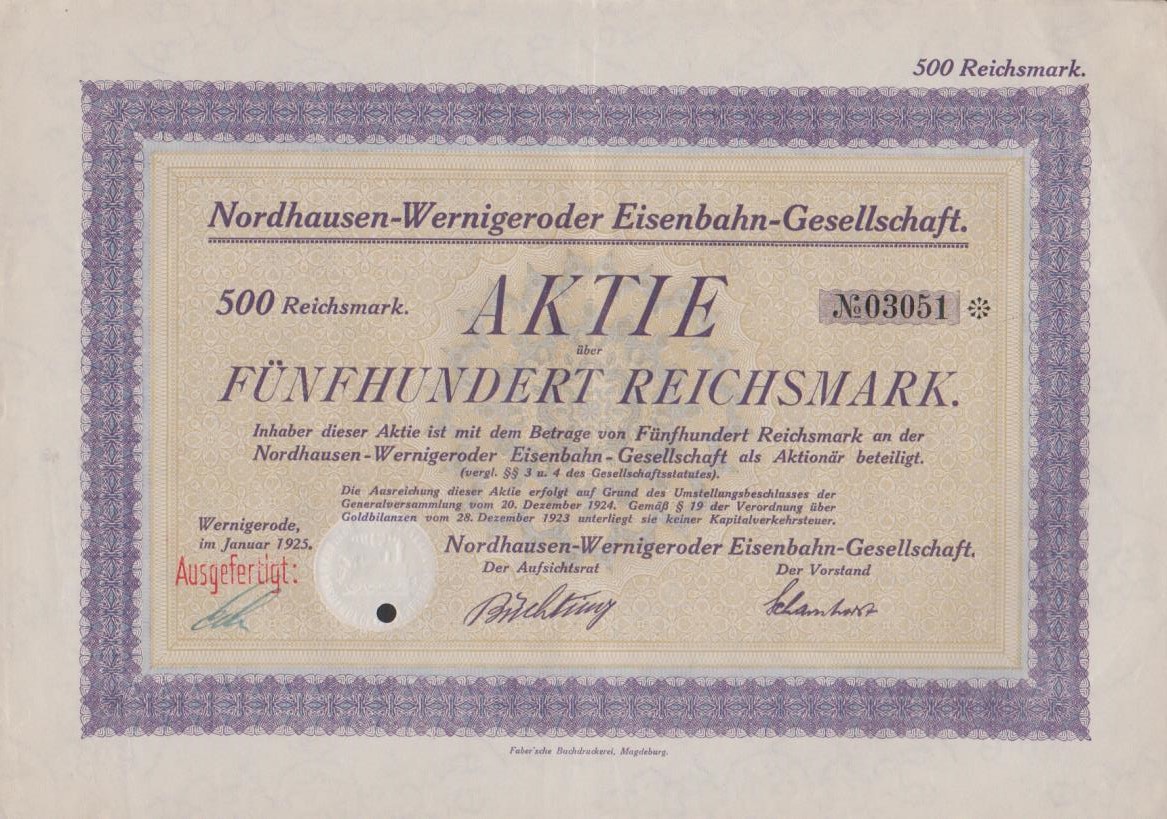 500 Reichsmark.
Nordhausen-Wernigeroder Eisenbahn-Gesellschaft.
500 Reichsmark.
AKTIE
№03051
über
FÜNFHUNDERT REICHSMARK.
Inhaber dieser Aktie ist mit dem Betrage von Fünfhundert Reichsmark an der
Nordhausen-Wernigeroder Eisenbahn-Gesellschaft als Aktionär beteiligt.
(vergl. §§ 3 u. 4 des Gesellschaftsstatutes).
Die Ausreichung dieser Aktie erfolgt auf Grund des Umstellungsbeschlusses der
Generalversammlung vom 20. Dezember 1924. Gemäß § 19 der Verordnung über
Goldbilanzen vom 28. Dezember 1923 unterliegt sie keiner Kapitalverkehrsteuer.
Wernigerode,
im Januar 1925.
Ausgefertigt:
Nordhausen-Wernigeroder Eisenbahn-Gesellschaft.
Der Aufsichtsrat
Der Vorstand
Büchting
Scharnhorst
Faber'sche Buchdruckerei, Magdeburg.